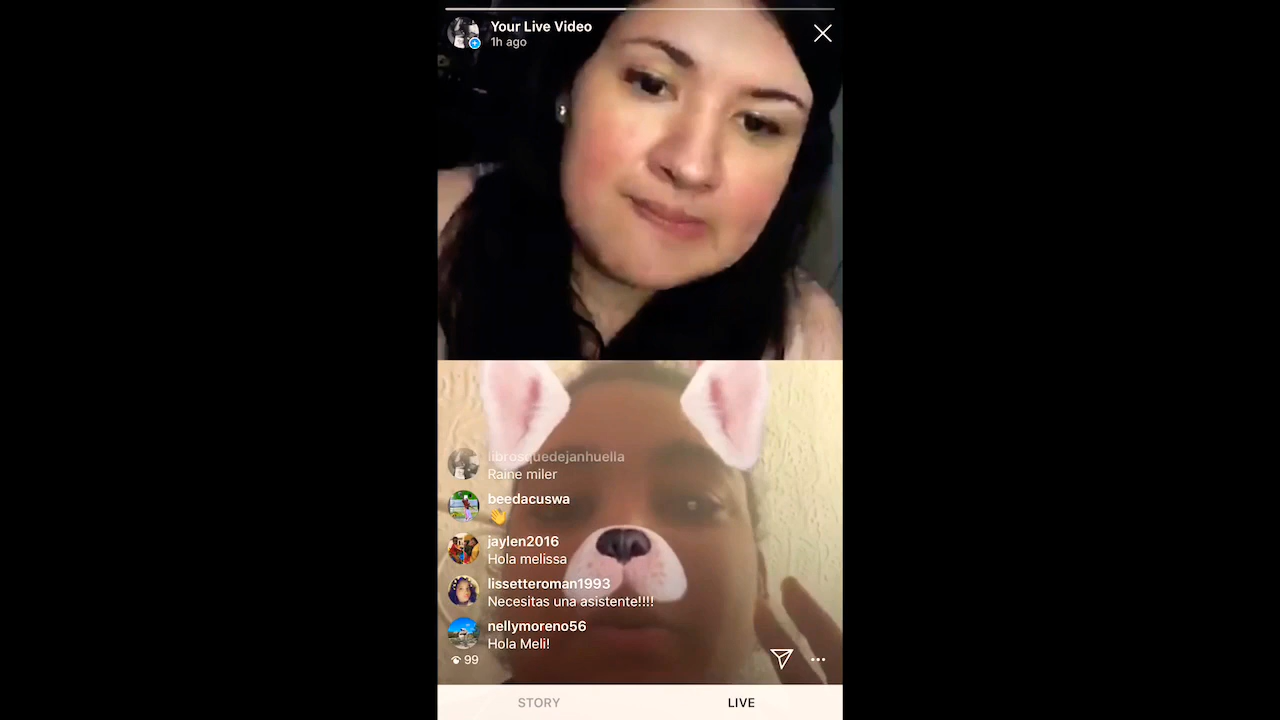 Your Live Video
1h ago
librosquedejanhuella
Raine miler
beedacuswa
👋
jaylen2016
Hola melissa
lissetteroman1993
Necesitas una asistente!!!!
nellymoreno56
Hola Meli!
99
STORY
LIVE